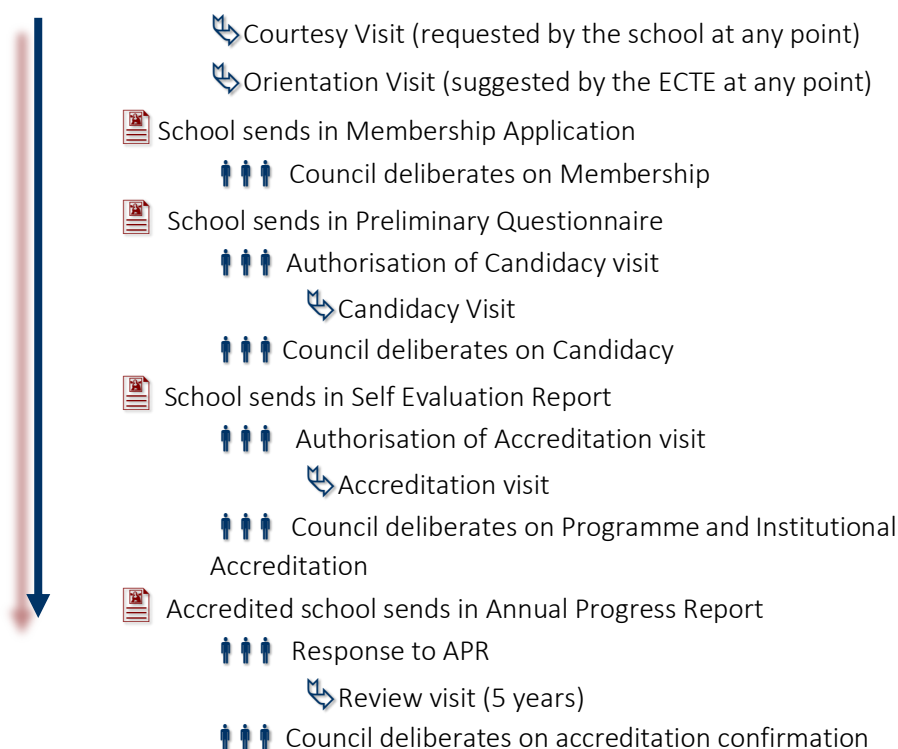 Courtesy Visit (requested by the school at any point)
Orientation Visit (suggested by the ECTE at any point)
School sends in Membership Application
Council deliberates on Membership
School sends in Preliminary Questionnaire
Authorisation of Candidacy visit
Candidacy Visit
Council deliberates on Candidacy
School sends in Self Evaluation Report
Authorisation of Accreditation visit
Accreditation visit
Council deliberates on Programme and Institutional
Accreditation
Accredited school sends in Annual Progress Report
Response to APR
Review visit (5 years)
Council deliberates on accreditation confirmation